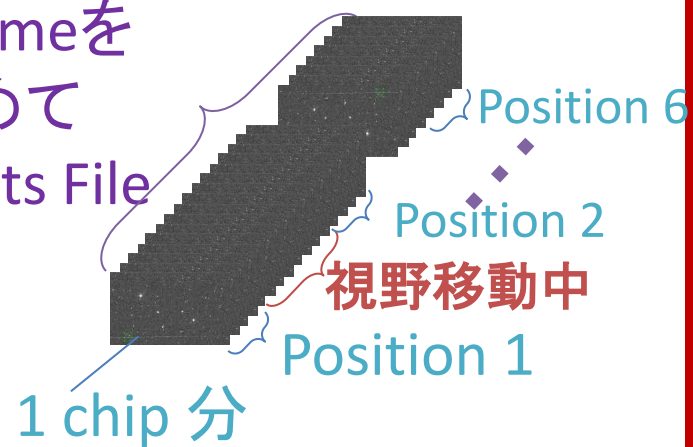 meを
めて
ts File
Position 6
Position 2
視野移動中
Position 1
1 chip 分